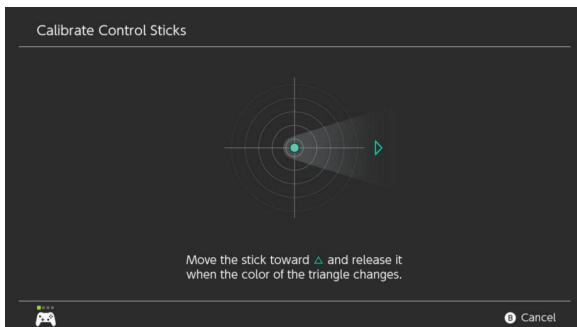 Calibrate Control Sticks
Move the stick toward △ and release it
when the color of the triangle changes.
B Cancel